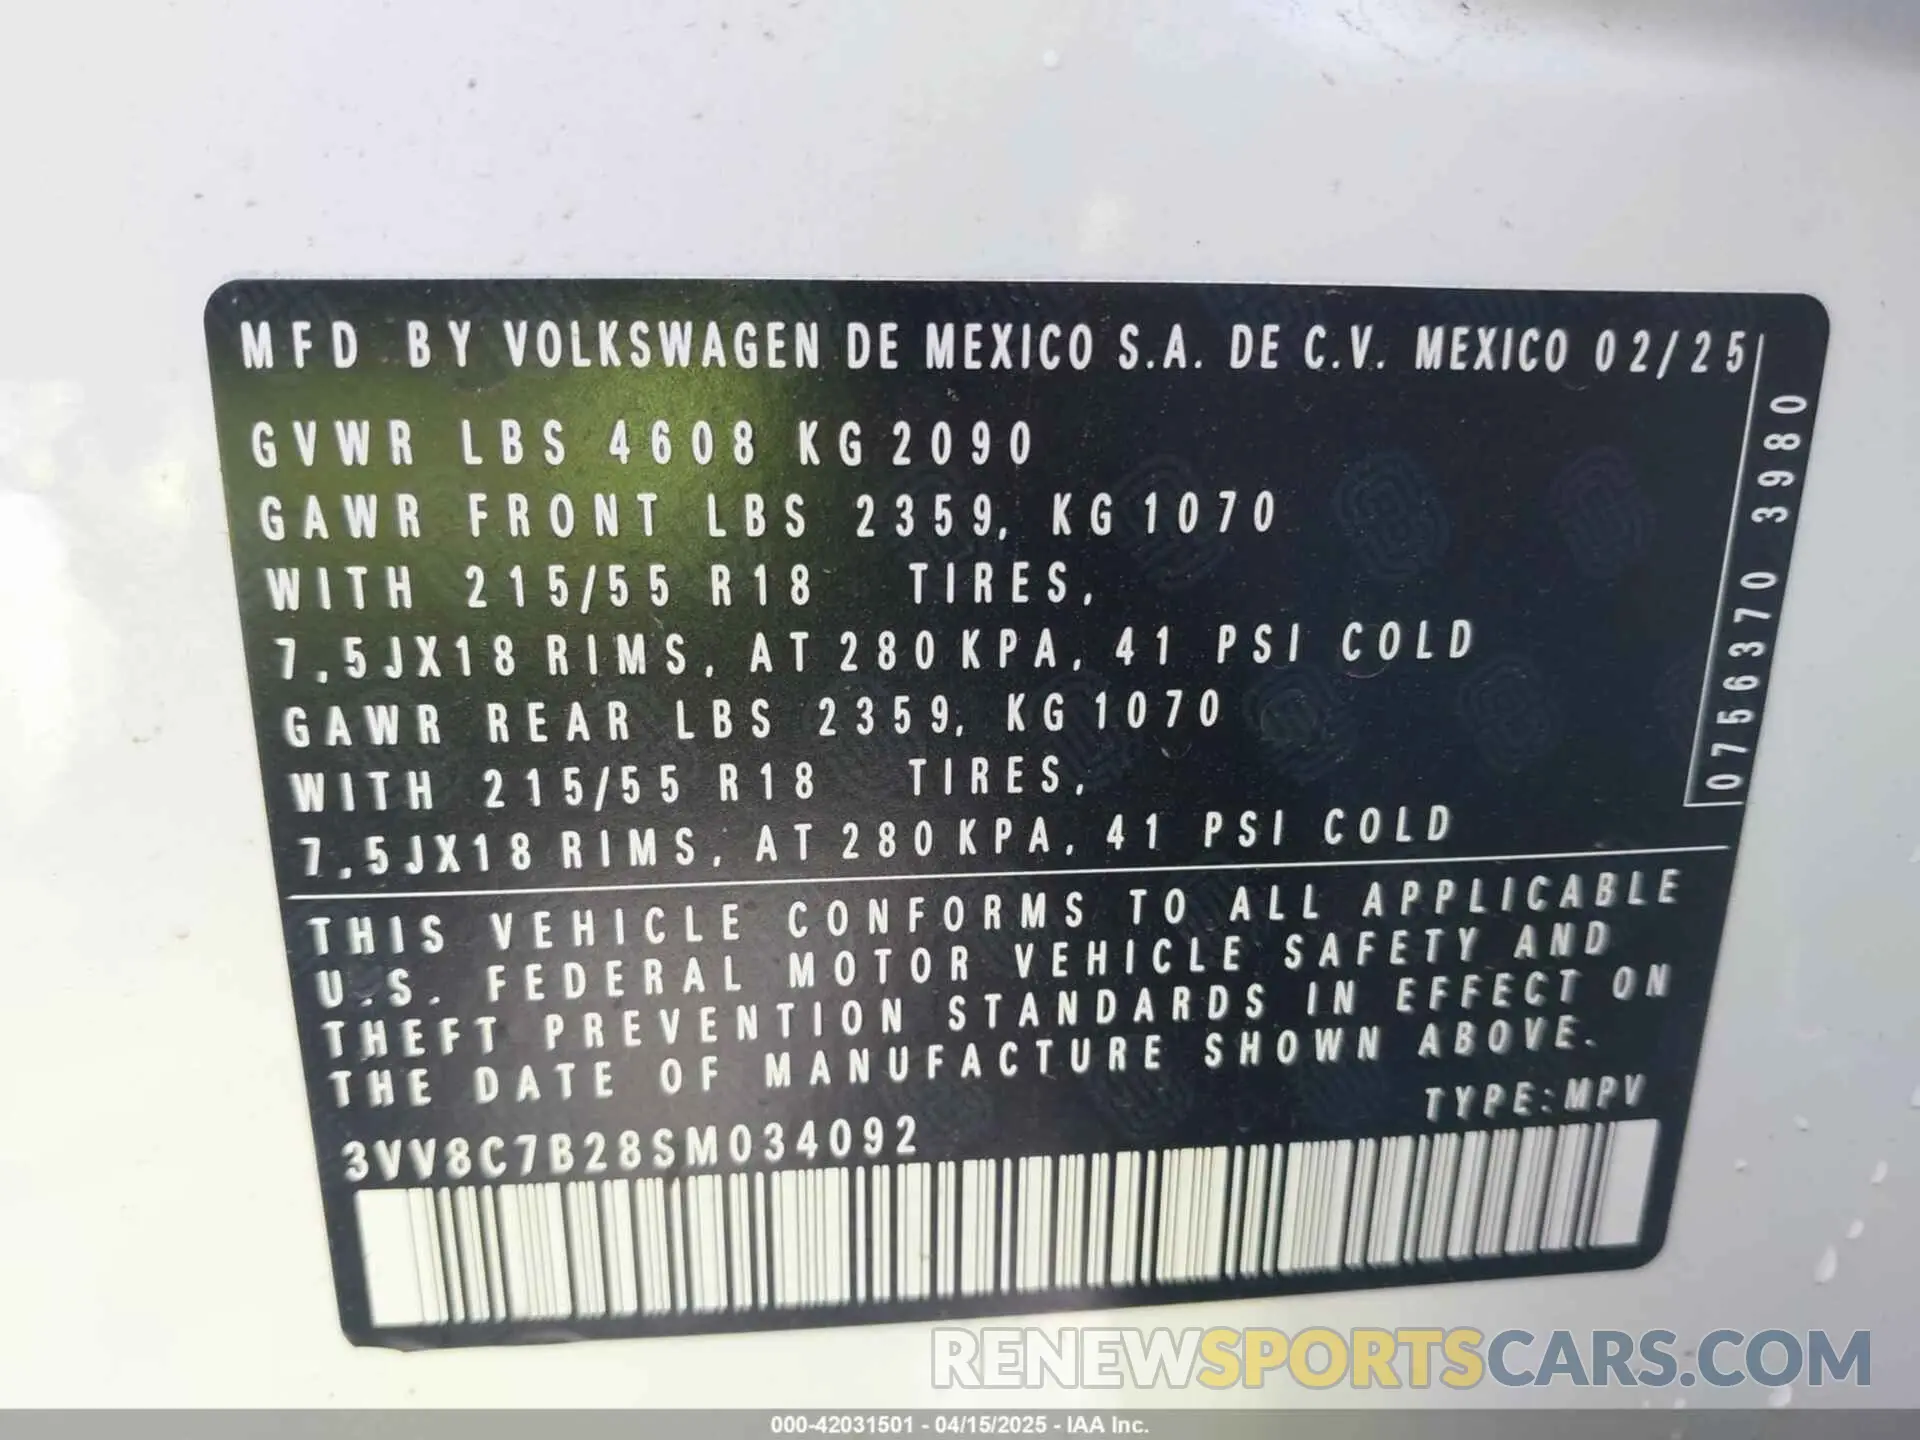 MFD BY VOLKSWAGEN DE MEXICO S.A. DE C.V. MEXICO 02/25
GVWR LBS 4608 KG 2090
GAWR FRONT LBS 2359, KG 1070
WITH 215/55 R18 TIRES,
7,5JX18 RIMS, AT 280 KPA, 41 PSI COLD
GAWR REAR LBS 2359, KG 1070
WITH 215/55 R18 TIRES,
7,5JX18 RIMS, AT 280 KPA, 41 PSI COLD
0756370 3980
THIS VEHICLE CONFORMS TO ALL APPLICABLE
U.S. FEDERAL MOTOR VEHICLE SAFETY AND
THEFT PREVENTION STANDARDS IN EFFECT ON
THE DATE OF MANUFACTURE SHOWN ABOVE.
TYPE: MPV
3VV8C7B28SM034092
RENEWSPORTSCARS.COM
000-42031501 - 04/15/2025 - IAA Inc.